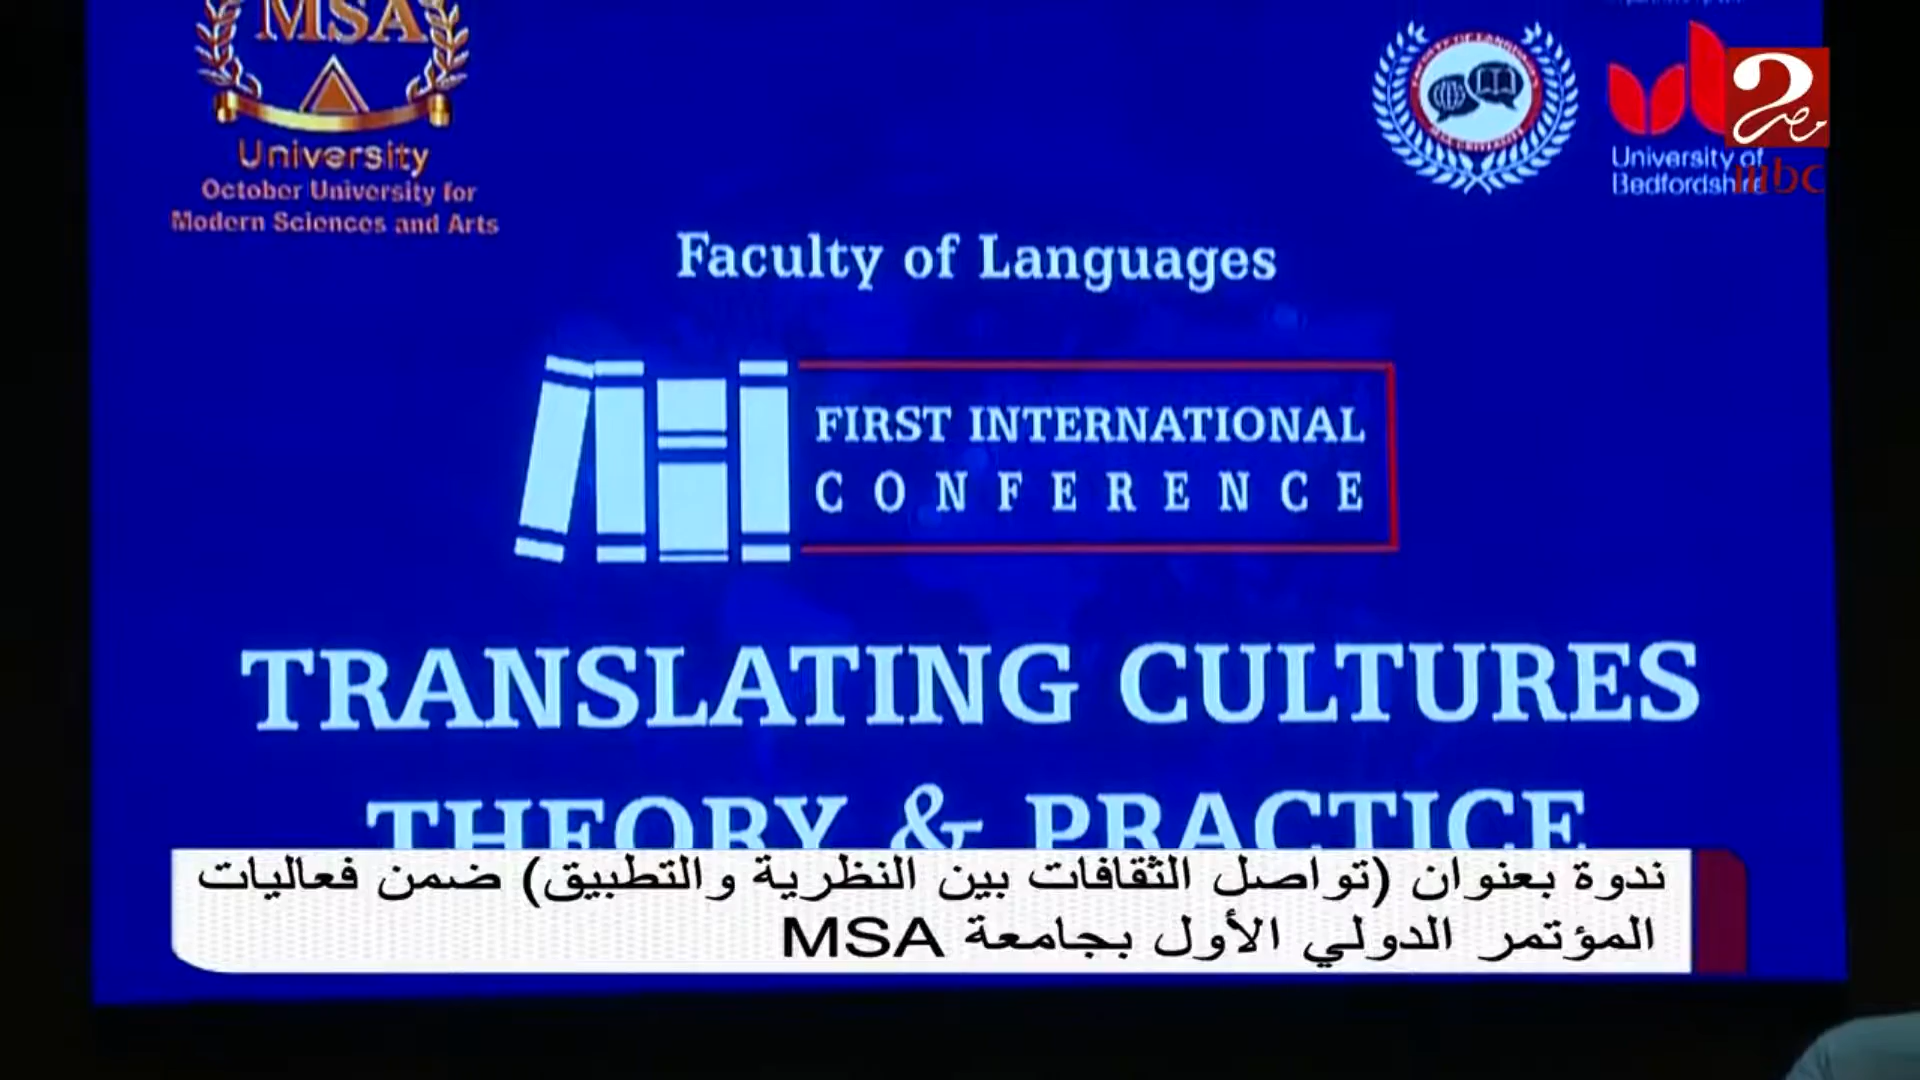 MSA
University
October University for
Modern Sciences and Arts
University of
Bedfordshire
مصر
mbc
Faculty of Languages
FIRST INTERNATIONAL
CONFERENCE
TRANSLATING CULTURES
THEORY & PRACTICE
ندوة بعنوان (تواصل الثقافات بين النظرية والتطبيق) ضمن فعاليات
المؤتمر الدولي الأول بجامعة MSA